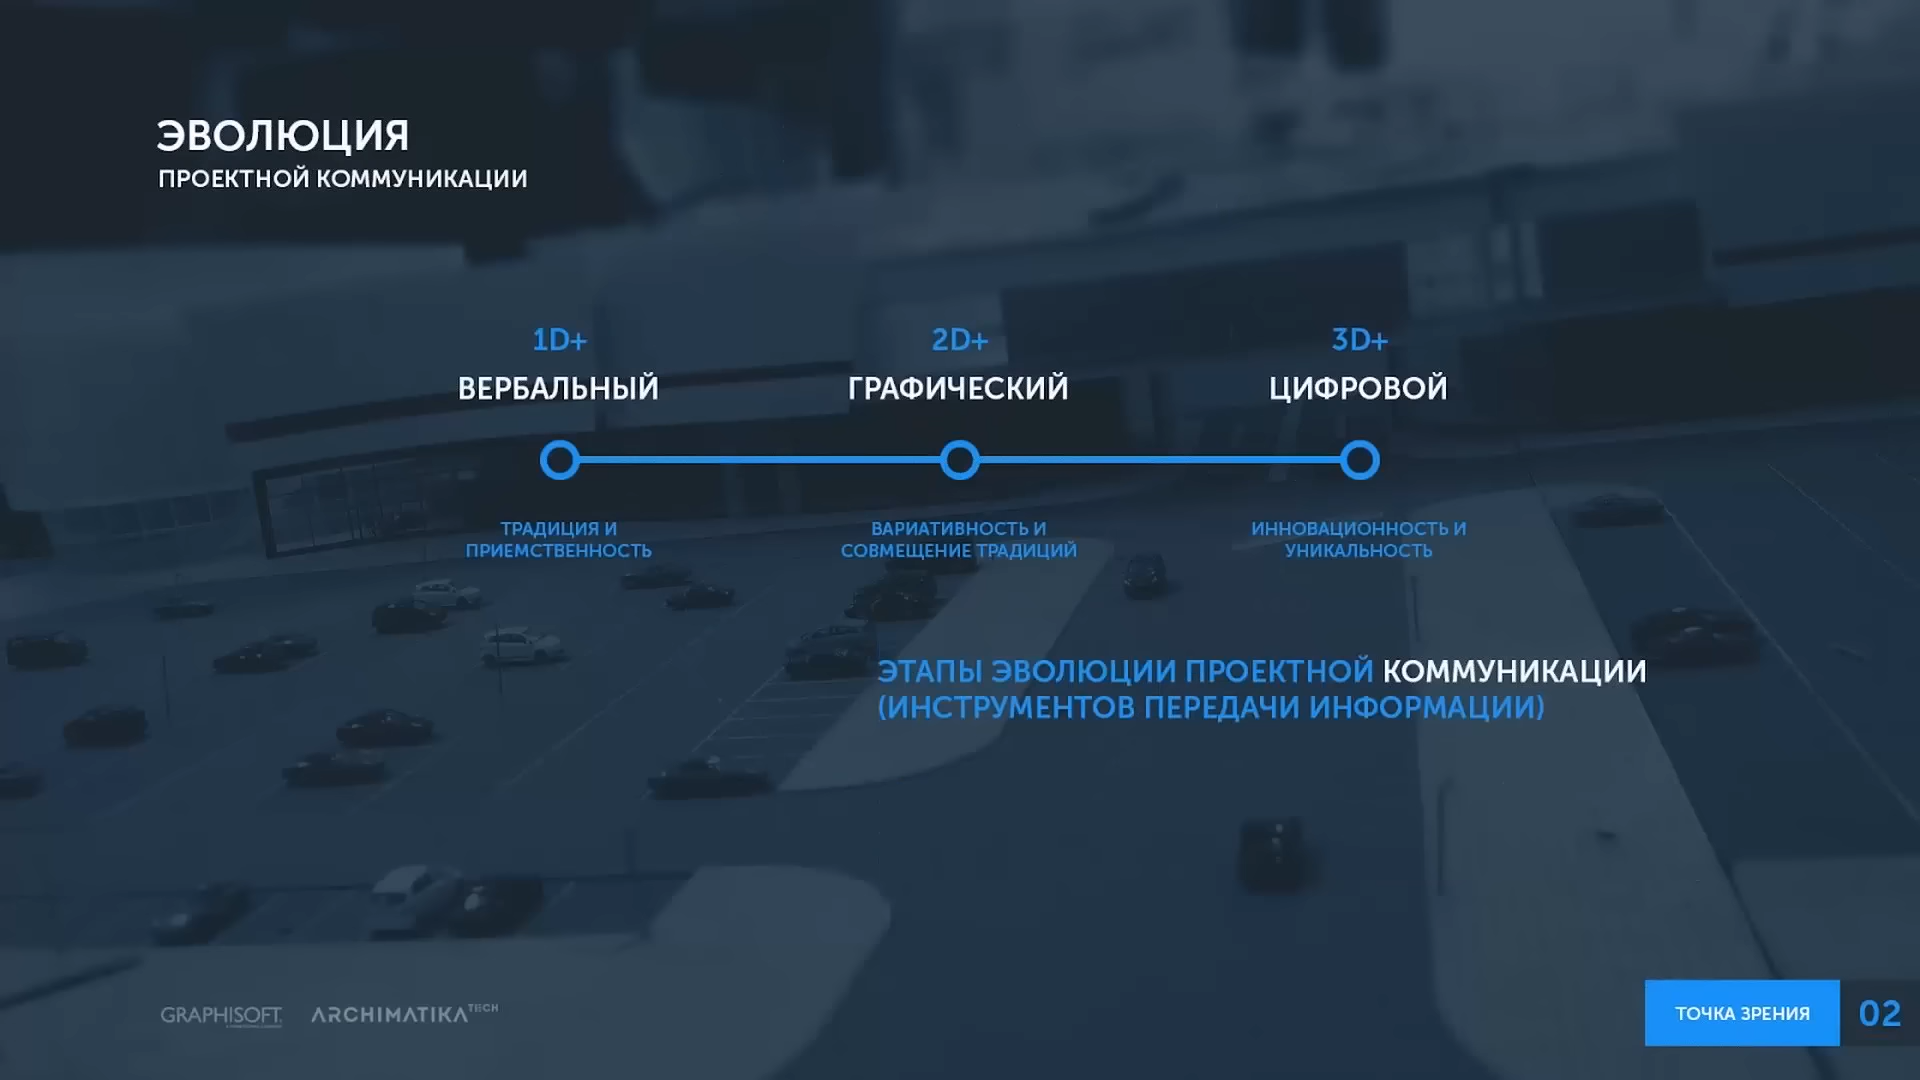 ЭВОЛЮЦИЯ
ПРОЕКТНОЙ КОММУНИКАЦИИ
1D+
ВЕРБАЛЬНЫЙ
2D+
ГРАФИЧЕСКИЙ
3D+
ЦИФРОВОЙ
ТРАДИЦИЯ И
ПРИЕМСТВЕННОСТЬ
ВАРИАТИВНОСТЬ И
СОВМЕЩЕНИЕ ТРАДИЦИЙ
ИННОВАЦИОННОСТЬ И
УНИКАЛЬНОСТЬ
ЭТАПЫ ЭВОЛЮЦИИ ПРОЕКТНОЙ КОММУНИКАЦИИ
(ИНСТРУМЕНТОВ ПЕРЕДАЧИ ИНФОРМАЦИИ)
GRAPHISOFT.
ARCHIMATIKA TECH
ТОЧКА ЗРЕНИЯ
02